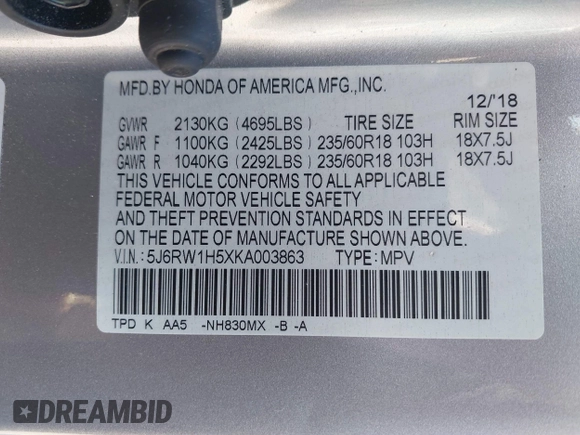 MFD.BY HONDA OF AMERICA MFG.,INC.
12/'18
GVWR 2130KG (4695LBS) TIRE SIZE RIM SIZE
GAWR F 1100KG (2425LBS) 235/60R18 103H 18X7.5J
GAWR R 1040KG (2292LBS) 235/60R18 103H 18X7.5J
THIS VEHICLE CONFORMS TO ALL APPLICABLE
FEDERAL MOTOR VEHICLE SAFETY
AND THEFT PREVENTION STANDARDS IN EFFECT
ON THE DATE OF MANUFACTURE SHOWN ABOVE.
V.I.N.: 5J6RW1H5XKA003863 TYPE: MPV
TPD K AA5 -NH830MX -B -A
DREAMBID